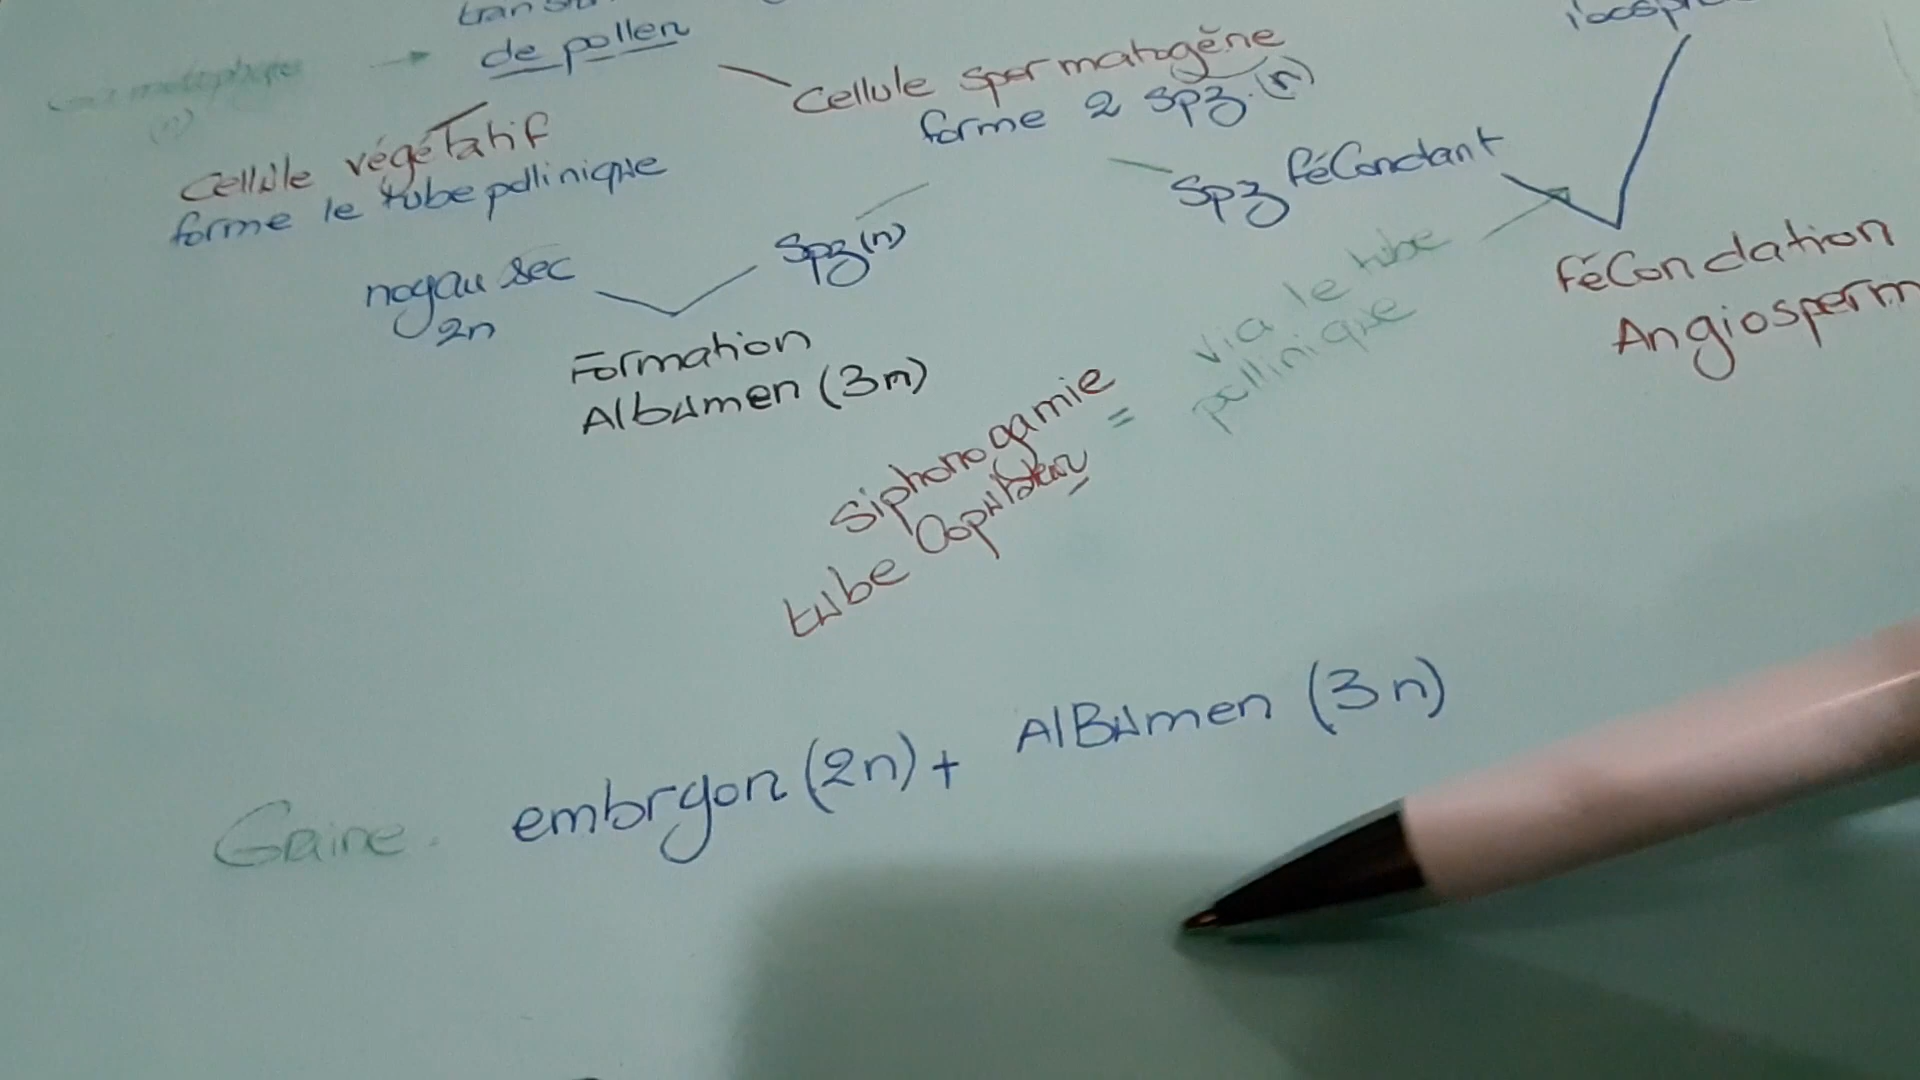 de pollen
Cellule spermatogène
forme 2 Spz.(n)
(n)
Cellule végétatif
forme le tube pollinique
Spz féCondant
noyau sec
2n
Spz(n)
Formation
Albumen (3n)
féCondation
Angiosperm
via le tube
pollinique
=
siphonogamie
tube Copulateur
Graine.
embryon (2n) + AlBumen (3n)